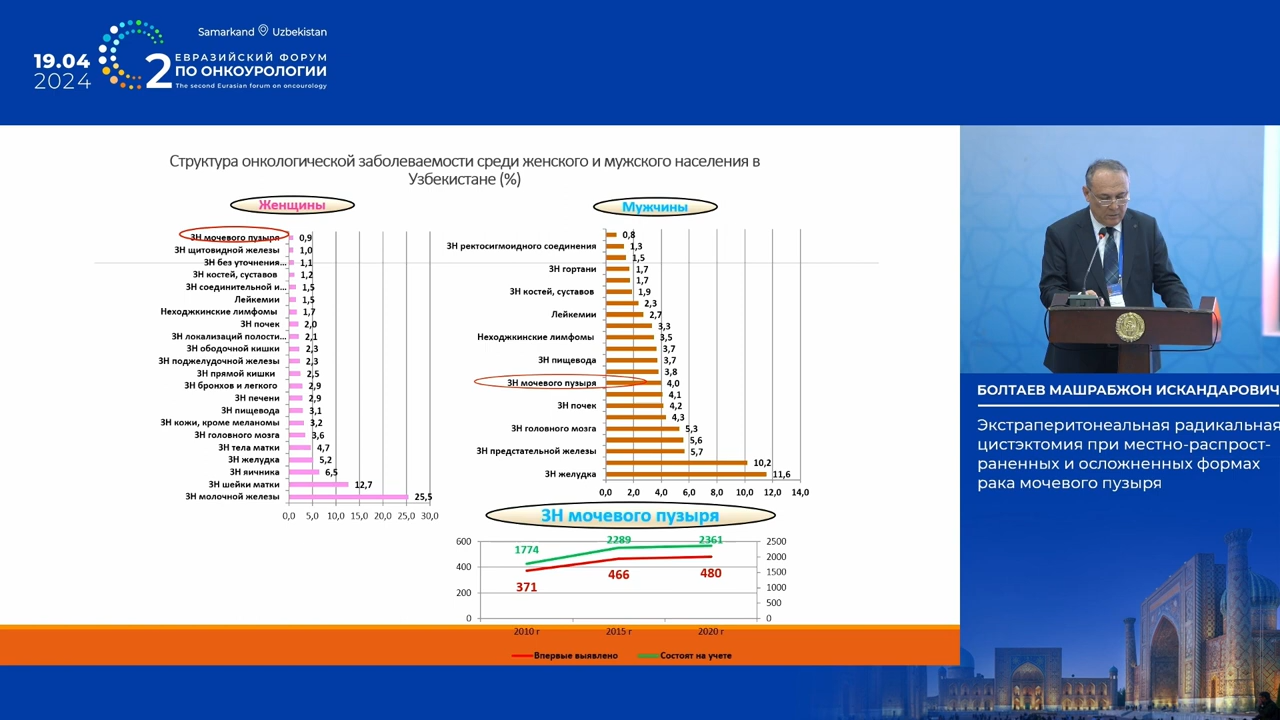 19.04
2024
Samarkand Uzbekistan
2 ЕВРАЗИЙСКИЙ ФОРУМ
ПО ОНКОУРОЛОГИИ
The second Eurasian forum on oncourology
Структура онкологической заболеваемости среди женского и мужского населения в
Узбекистане (%)
Женщины
ЗН мочевого пузыря 0,9
ЗН щитовидной железы 1,0
ЗН без уточнения... 1,1
ЗН костей, суставов 1,2
ЗН соединительной и... 1,5
Лейкемии 1,5
Неходжкинские лимфомы 1,7
ЗН почек 2,0
ЗН локализаций полости... 2,1
ЗН ободочной кишки 2,3
ЗН поджелудочной железы 2,3
ЗН прямой кишки 2,5
ЗН бронхов и легкого 2,9
ЗН печени 2,9
ЗН пищевода 3,1
ЗН кожи, кроме меланомы 3,2
ЗН головного мозга 3,6
ЗН тела матки 4,7
ЗН желудка 5,2
ЗН яичника 6,5
ЗН шейки матки 12,7
ЗН молочной железы 25,5
0,0 5,0 10,0 15,0 20,0 25,0 30,0
Мужчины
0,8
ЗН ректосигмоидного соединения 1,3
1,5
ЗН гортани 1,7
1,7
ЗН костей, суставов 1,9
2,3
Лейкемии 2,7
3,3
Неходжкинские лимфомы 3,5
3,7
ЗН пищевода 3,7
3,8
ЗН мочевого пузыря 4,0
4,1
ЗН почек 4,2
4,3
ЗН головного мозга 5,3
5,6
ЗН предстательной железы 5,7
10,2
ЗН желудка 11,6
0,0 2,0 4,0 6,0 8,0 10,0 12,0 14,0
ЗН мочевого пузыря
600 2500
400 2000
200 1500
0 1000
500
0
1774 2289 2361
371 466 480
2010 г 2015 г 2020 г
Впервые выявлено Состоят на учете
БОЛТАЕВ МАШРАБЖОН ИСКАНДАРОВИЧ
Экстраперитонеальная радикальная
цистэктомия при местно-распрост-
раненных и осложненных формах
рака мочевого пузыря